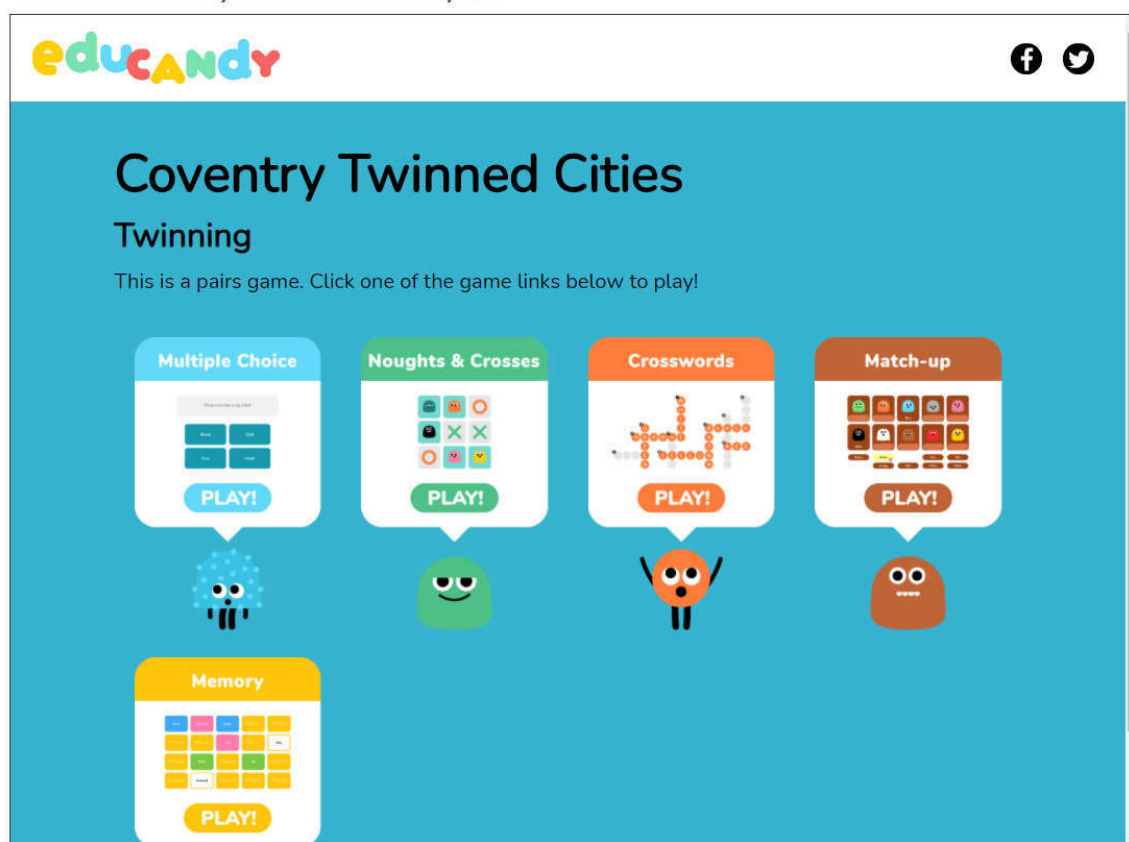 eduCANdY
Coventry Twinned Cities
Twinning
This is a pairs game. Click one of the game links below to play!
Multiple Choice
Noughts & Crosses
Crosswords
Match-up
PLAY!
PLAY!
PLAY!
PLAY!
Memory
PLAY!